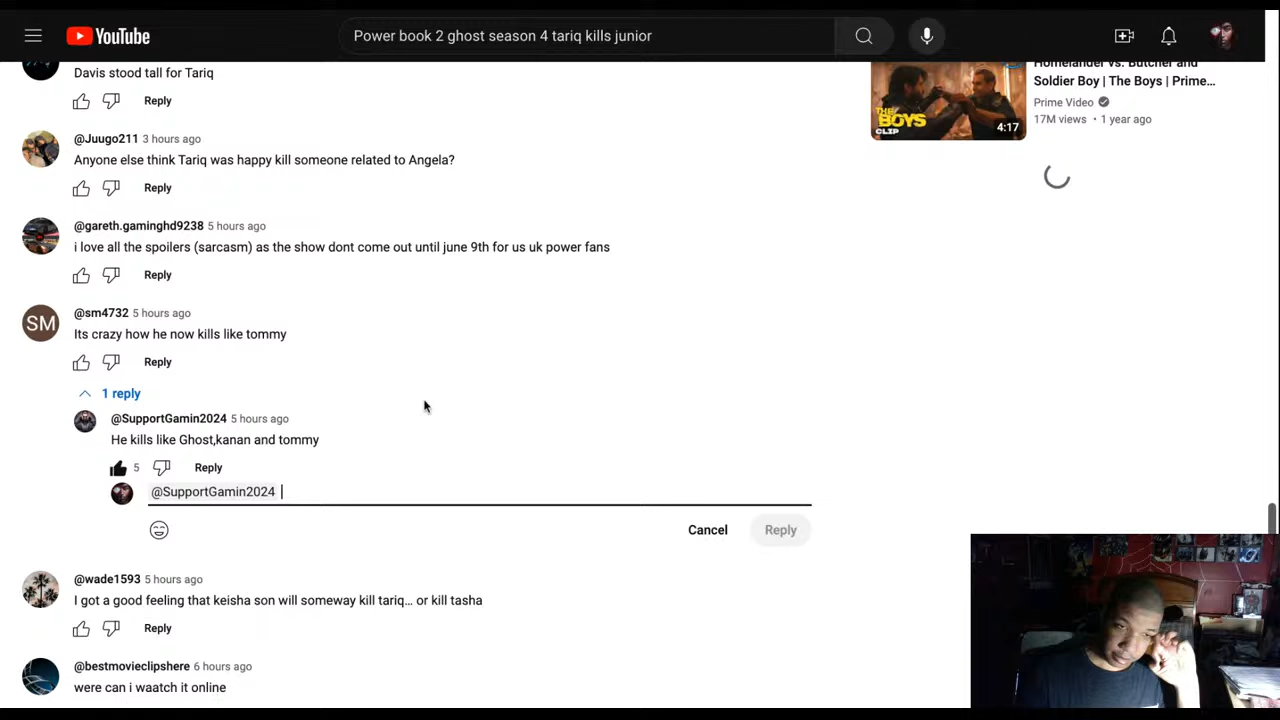 YouTube
Power book 2 ghost season 4 tariq kills junior
Davis stood tall for Tariq
Reply
Homelander vs. Butcher and
Soldier Boy | The Boys | Prime...
Prime Video
17M views • 1 year ago
THE BOYS
CLIP
4:17
@Juugo211 3 hours ago
Anyone else think Tariq was happy kill someone related to Angela?
Reply
@gareth.gaminghd9238 5 hours ago
i love all the spoilers (sarcasm) as the show dont come out until june 9th for us uk power fans
Reply
SM
@sm4732 5 hours ago
Its crazy how he now kills like tommy
Reply
1 reply
@SupportGamin2024 5 hours ago
He kills like Ghost,kanan and tommy
5 Reply
@SupportGamin2024
Cancel Reply
@wade1593 5 hours ago
I got a good feeling that keisha son will someway kill tariq... or kill tasha
Reply
@bestmovieclipshere 6 hours ago
were can i waatch it online